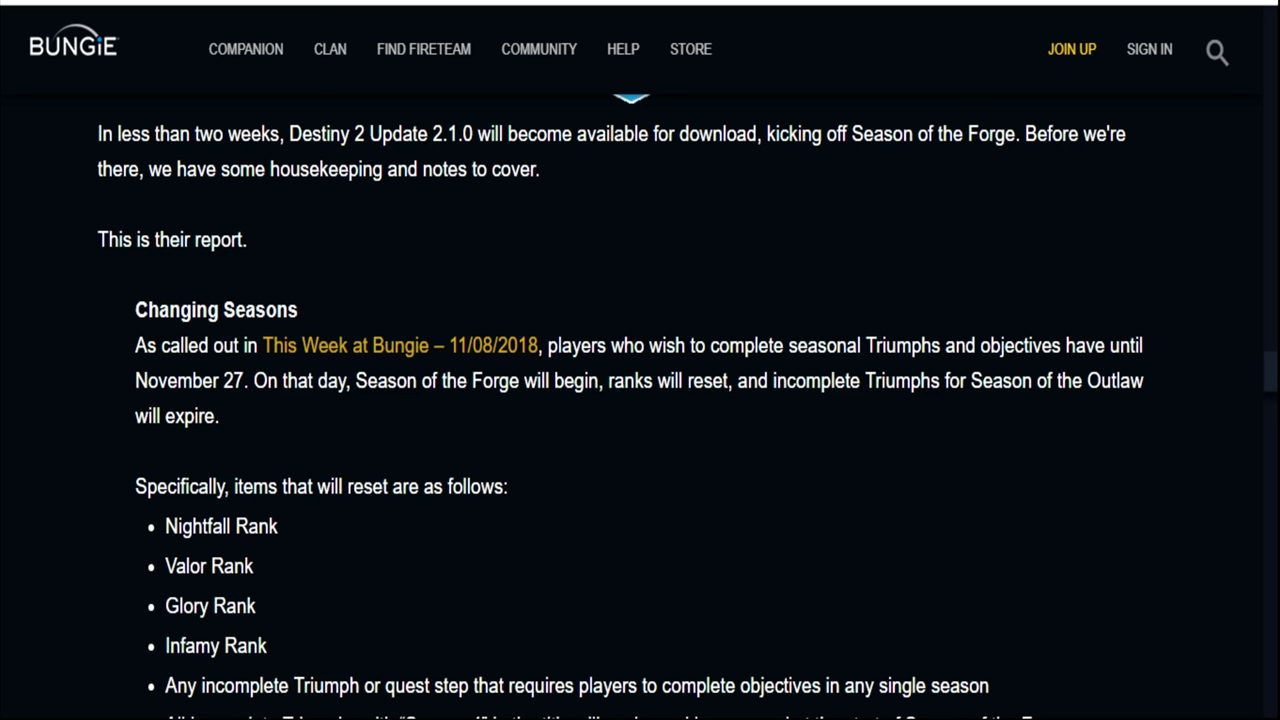 BUNGiE
COMPANION CLAN FIND FIRETEAM COMMUNITY HELP STORE JOIN UP SIGN IN
In less than two weeks, Destiny 2 Update 2.1.0 will become available for download, kicking off Season of the Forge. Before we're
there, we have some housekeeping and notes to cover.
This is their report.
Changing Seasons
As called out in This Week at Bungie – 11/08/2018, players who wish to complete seasonal Triumphs and objectives have until
November 27. On that day, Season of the Forge will begin, ranks will reset, and incomplete Triumphs for Season of the Outlaw
will expire.
Specifically, items that will reset are as follows:
• Nightfall Rank
• Valor Rank
• Glory Rank
• Infamy Rank
• Any incomplete Triumph or quest step that requires players to complete objectives in any single season